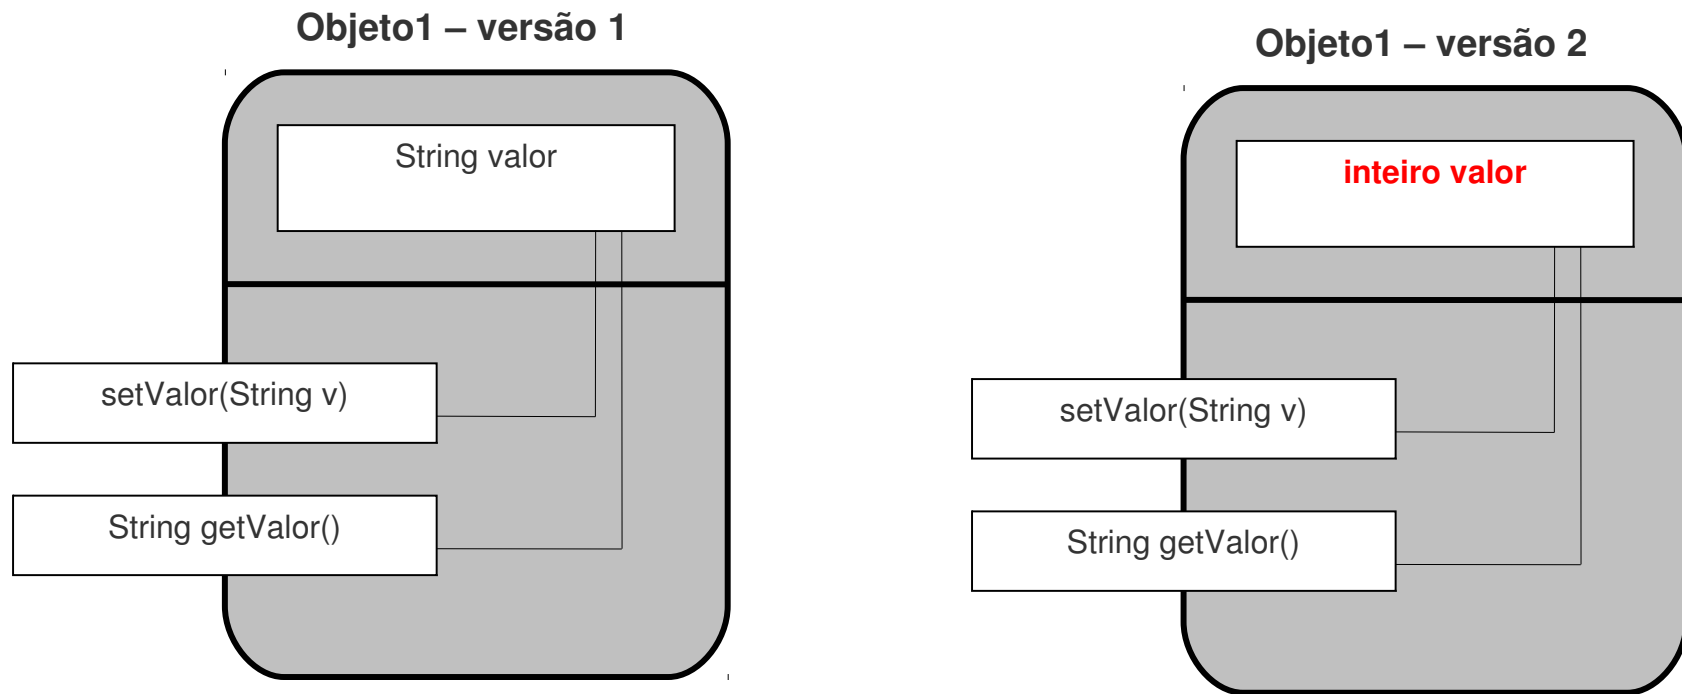 Objeto1 – versão 1
String valor
setValor(String v)
String getValor()
Objeto1 – versão 2
inteiro valor
setValor(String v)
String getValor()